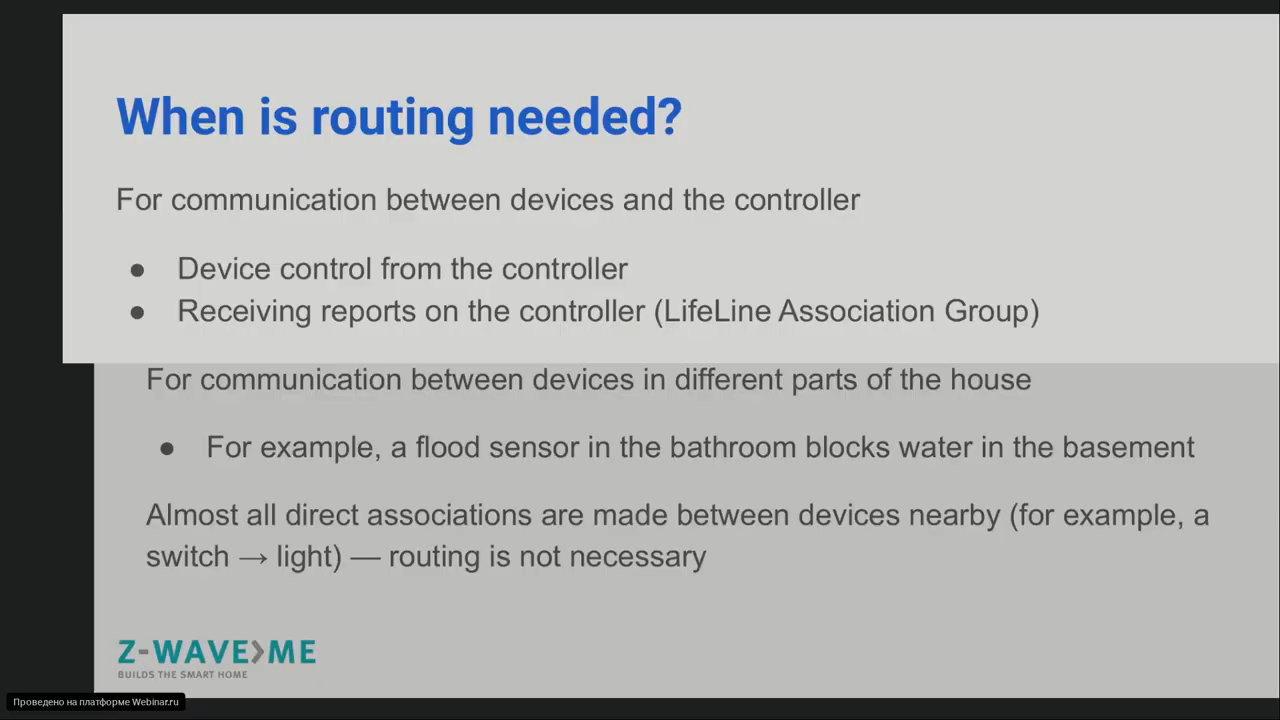 When is routing needed?
For communication between devices and the controller
● Device control from the controller
● Receiving reports on the controller (LifeLine Association Group)
For communication between devices in different parts of the house
● For example, a flood sensor in the bathroom blocks water in the basement
Almost all direct associations are made between devices nearby (for example, a
switch → light) — routing is not necessary
Z-WAVE>ME
BUILDS THE SMART HOME
Проведено на платформе Webinar.ru